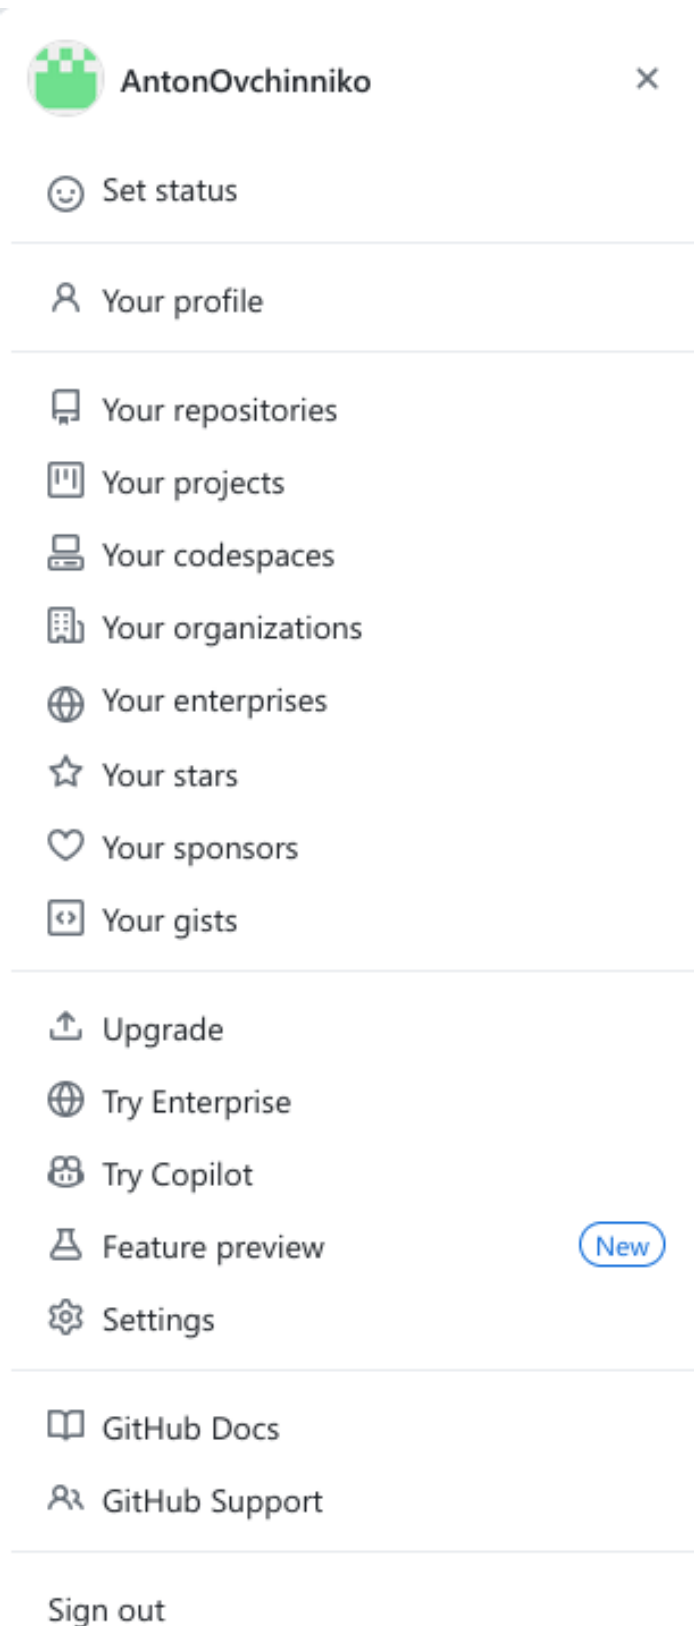 AntonOvchinniko
Set status
Your profile
Your repositories
Your projects
Your codespaces
Your organizations
Your enterprises
Your stars
Your sponsors
Your gists
Upgrade
Try Enterprise
Try Copilot
Feature preview New
Settings
GitHub Docs
GitHub Support
Sign out